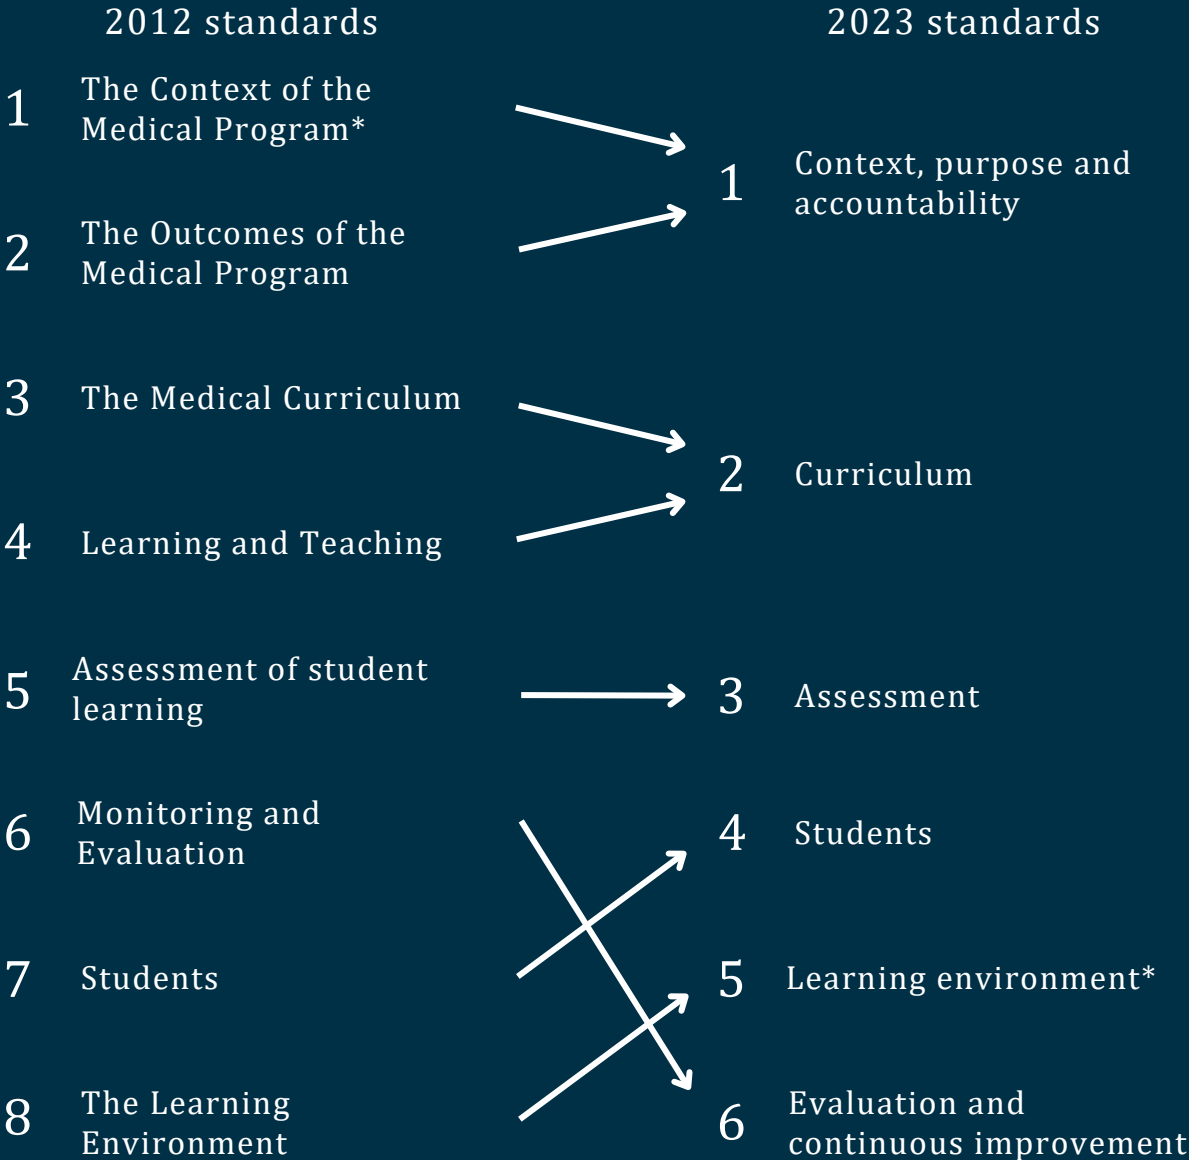 2012 standards
2023 standards
1
The Context of the
Medical Program*
2
The Outcomes of the
Medical Program
3
The Medical Curriculum
4
Learning and Teaching
5
Assessment of student
learning
6
Monitoring and
Evaluation
7
Students
8
The Learning
Environment
1
Context, purpose and
accountability
2
Curriculum
3
Assessment
4
Students
5
Learning environment*
6
Evaluation and
continuous improvement